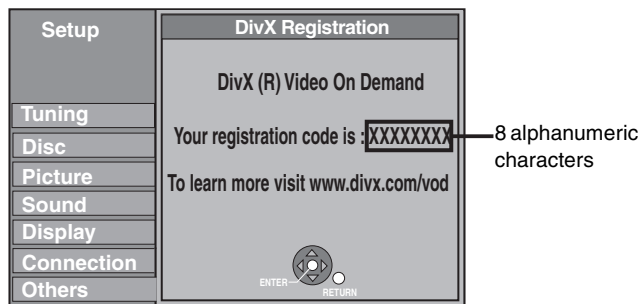 Setup
Tuning
Disc
Picture
Sound
Display
Connection
Others
DivX Registration
DivX (R) Video On Demand
Your registration code is : XXXXXXXX
To learn more visit www.divx.com/vod
ENTER
RETURN
8 alphanumeric
characters